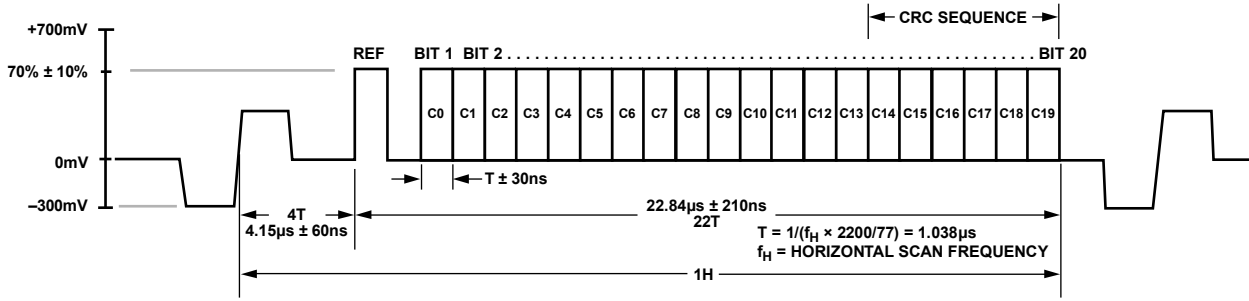 +700mV
CRC SEQUENCE
REF
BIT 1
BIT 2 . . . . . . . . . . . . . . . . . . . . . . . . . . . . . . . . . . . . . . . . . . . . . . . . . . . . . . . . . . . . . . . . . . BIT 20
70% ± 10%
C0 C1 C2 C3 C4 C5 C6 C7 C8 C9 C10 C11 C12 C13 C14 C15 C16 C17 C18 C19
0mV
T ± 30ns
–300mV
4T
4.15µs ± 60ns
22.84µs ± 210ns
22T
T = 1/(fH × 2200/77) = 1.038µs
fH = HORIZONTAL SCAN FREQUENCY
1H